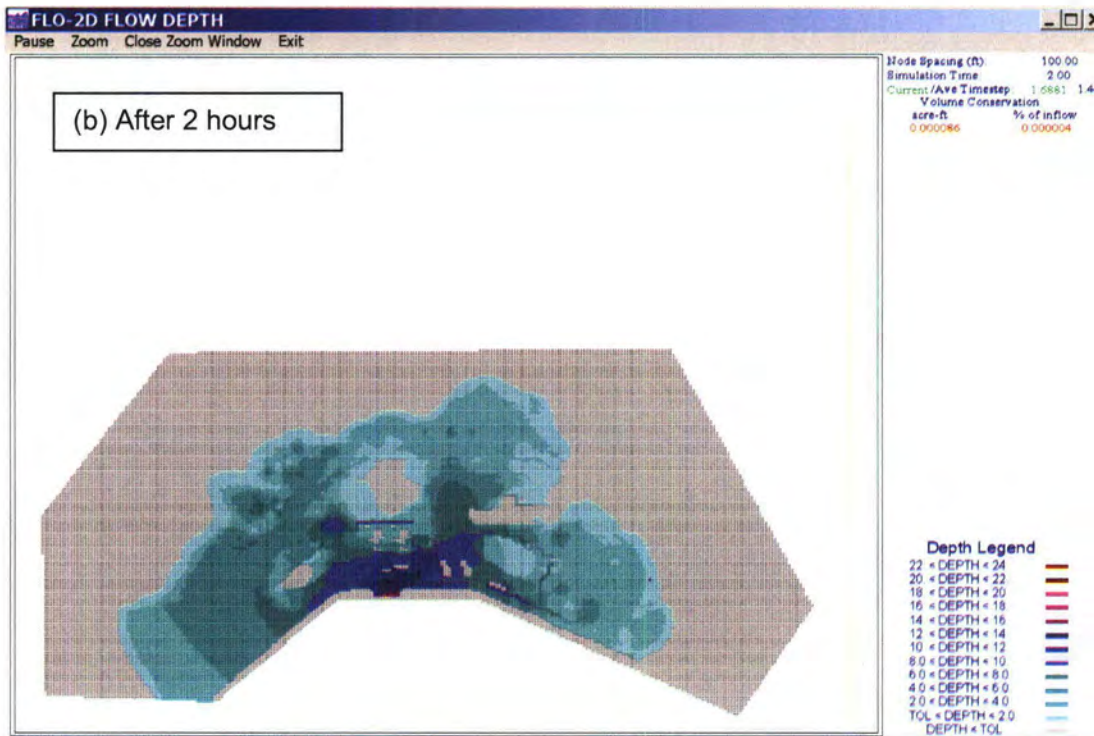 FLO-2D FLOW DEPTH
Pause Zoom Close Zoom Window Exit
(b) After 2 hours
Node Spacing (ft): 100.00
Simulation Time: 2.00
Current /Ave Timestep: 1.6881 1.4
Volume Conservation
acre-ft % of inflow
0.000086 0.000004
Depth Legend
22 < DEPTH < 24
20 < DEPTH < 22
18 < DEPTH < 20
16 < DEPTH < 18
14 < DEPTH < 16
12 < DEPTH < 14
10 < DEPTH < 12
8.0 < DEPTH < 10
6.0 < DEPTH < 8.0
4.0 < DEPTH < 6.0
2.0 < DEPTH < 4.0
TOL < DEPTH < 2.0
DEPTH < TOL